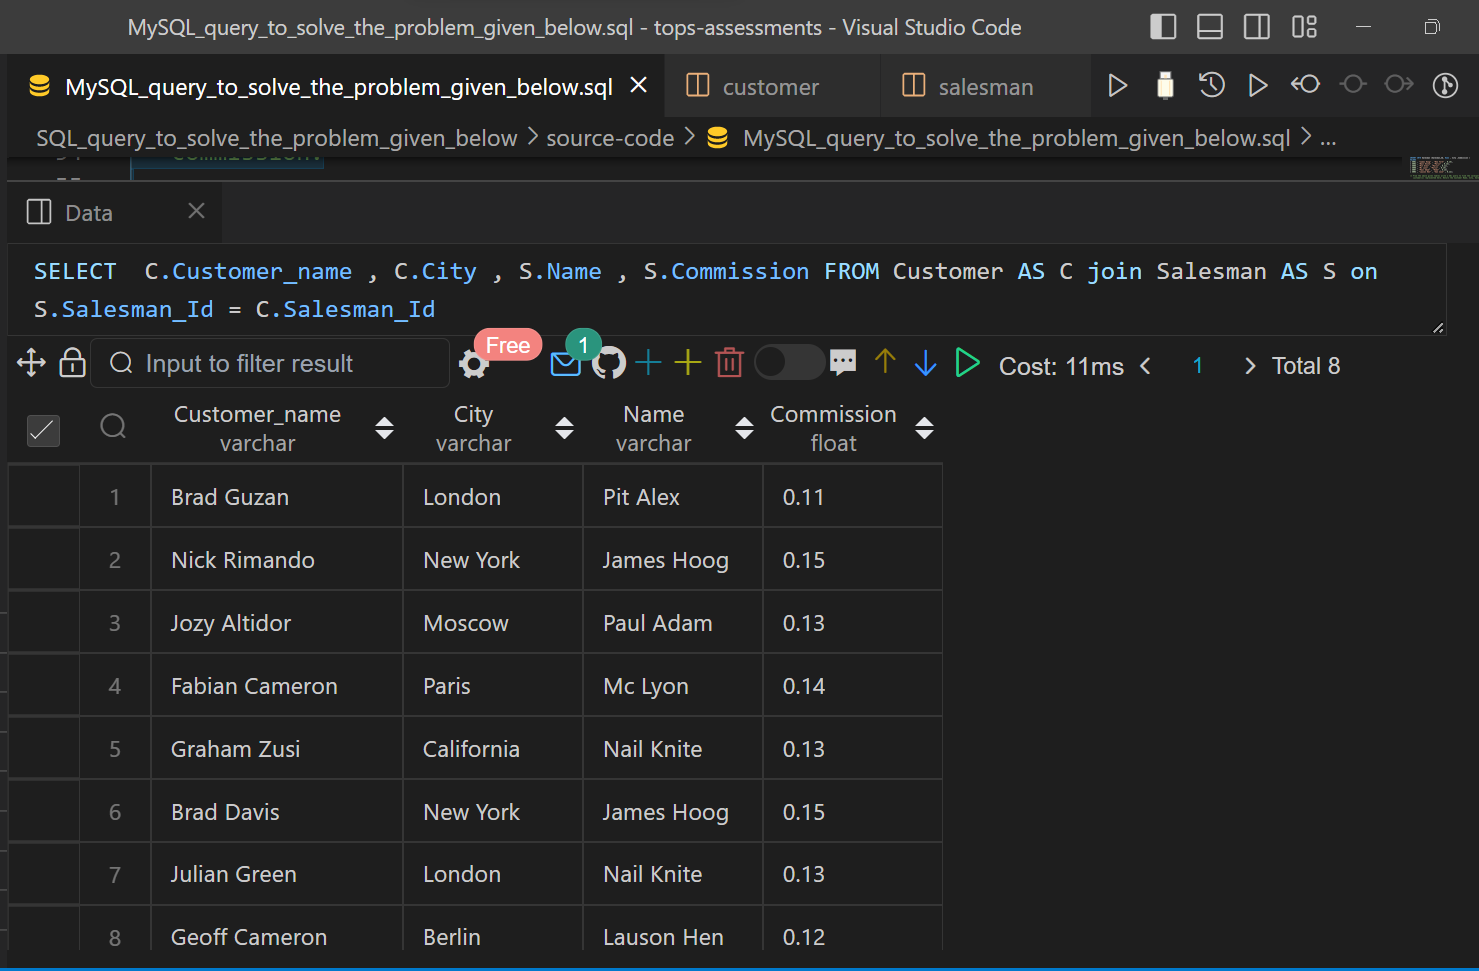 MySQL_query_to_solve_the_problem_given_below.sql - tops-assessments - Visual Studio Code
MySQL_query_to_solve_the_problem_given_below.sql customer salesman
SQL_query_to_solve_the_problem_given_below > source-code > MySQL_query_to_solve_the_problem_given_below.sql > ...
Data
SELECT C.Customer_name , C.City , S.Name , S.Commission FROM Customer AS C join Salesman AS S on
S.Salesman_Id = C.Salesman_Id
Input to filter result Free 1 Cost: 11ms < 1 > Total 8
Customer_name City Name Commission
varchar varchar varchar float
1 Brad Guzan London Pit Alex 0.11
2 Nick Rimando New York James Hoog 0.15
3 Jozy Altidor Moscow Paul Adam 0.13
4 Fabian Cameron Paris Mc Lyon 0.14
5 Graham Zusi California Nail Knite 0.13
6 Brad Davis New York James Hoog 0.15
7 Julian Green London Nail Knite 0.13
8 Geoff Cameron Berlin Lauson Hen 0.12